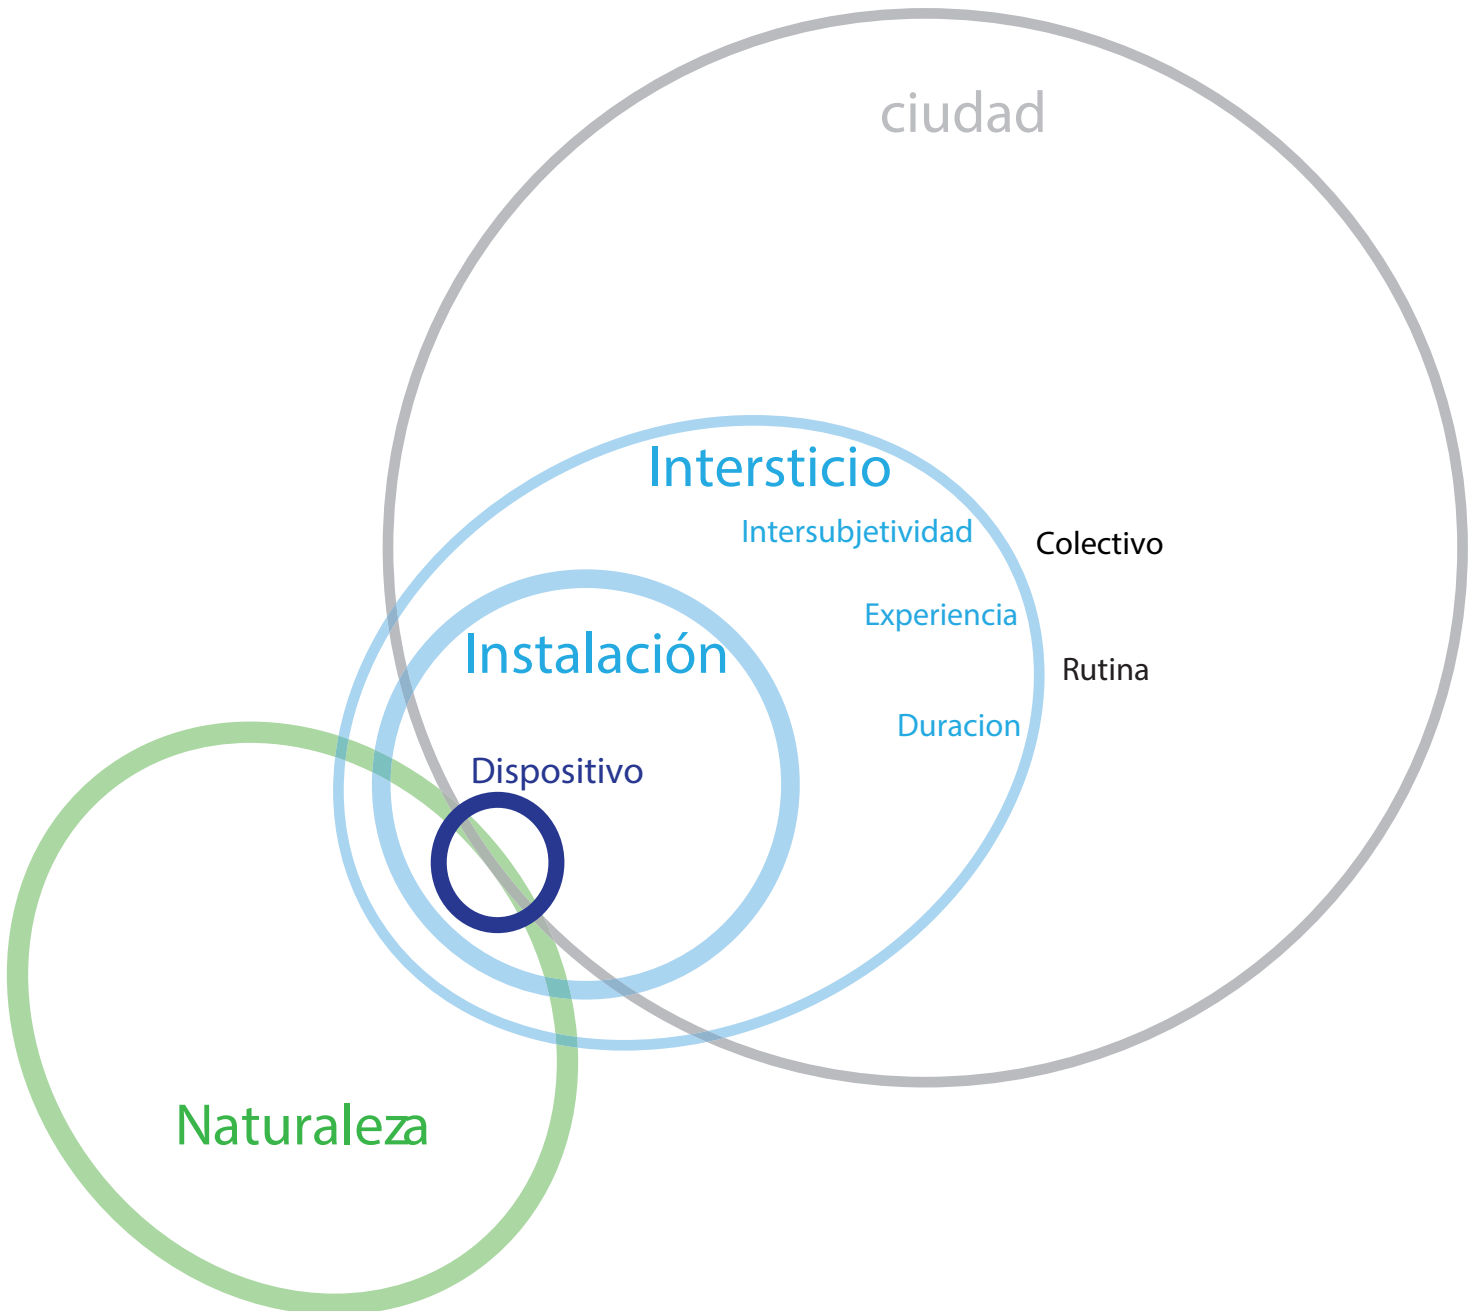 ciudad
Intersticio
Intersubjetividad
Colectivo
Experiencia
Instalación
Rutina
Duracion
Dispositivo
Naturaleza